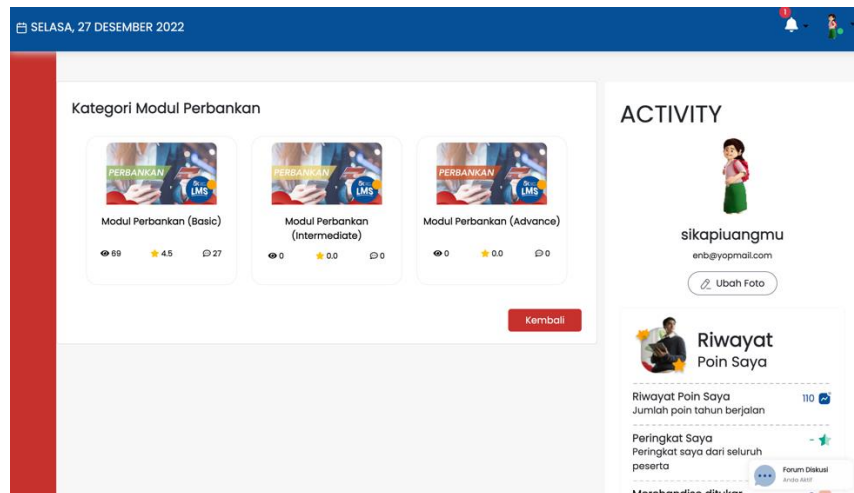 SELASA, 27 DESEMBER 2022
1
Kategori Modul Perbankan
PERBANKAN
LMS
PERBANKAN
LMS
PERBANKAN
LMS
Modul Perbankan (Basic)
Modul Perbankan
(Intermediate)
Modul Perbankan (Advance)
69 4.5 27
0 0.0 0
0 0.0 0
Kembali
ACTIVITY
sikapiuangmu
enb@yopmail.com
Ubah Foto
Riwayat
Poin Saya
Riwayat Poin Saya 110
Jumlah poin tahun berjalan
Peringkat Saya -
Peringkat saya dari seluruh
peserta
Forum Diskusi
Anda Aktif
Merchandise ditukar